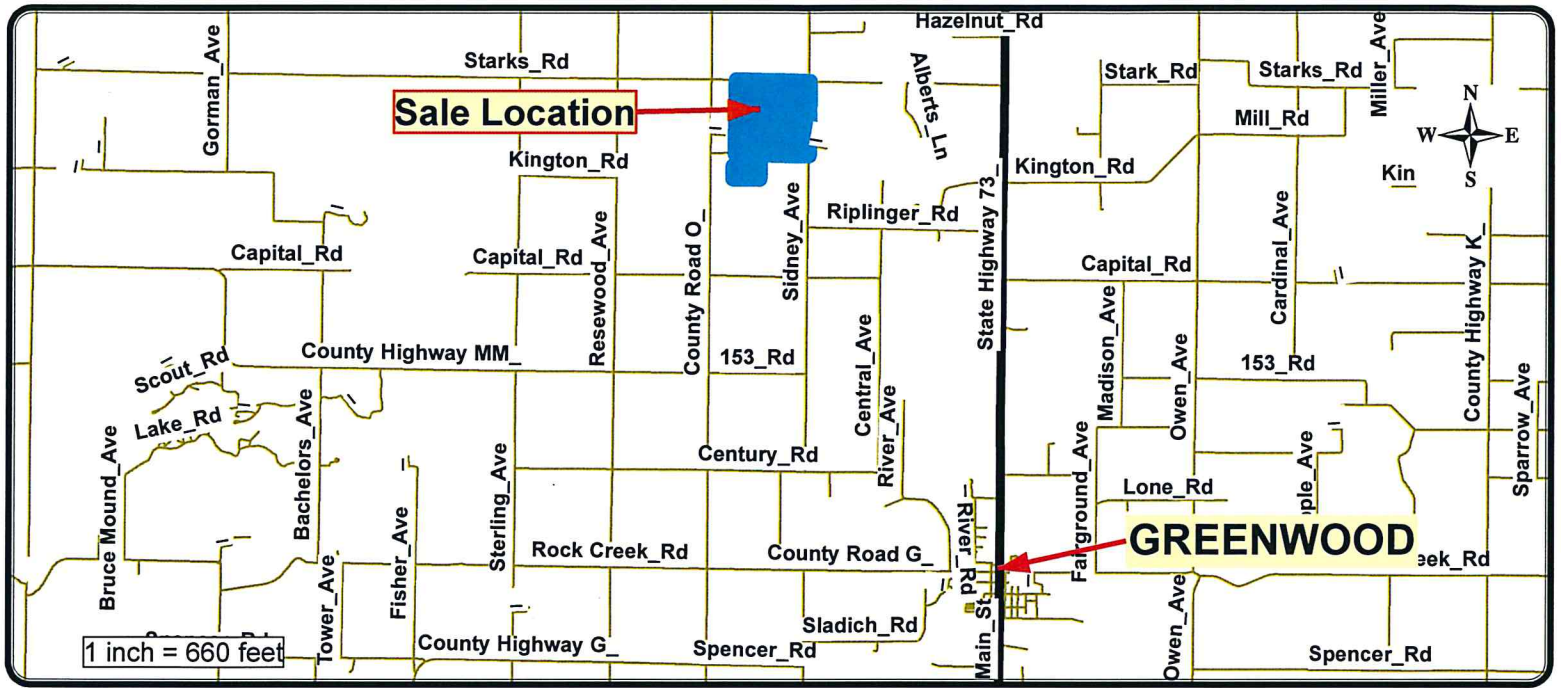 Hazelnut_Rd
Gorman_Ave
Starks_Rd
Alberts_Ln
Stark_Rd
Starks_Rd
Miller_Ave
Sale Location
Mill_Rd
N
W
E
S
Kington_Rd
Kington_Rd
Kin
State Highway 73_
Riplinger_Rd
Sidney_Ave
County Road O_
Resewood_Ave
Capital_Rd
Capital_Rd
Capital_Rd
Cardinal_Ave
County Highway K_
County Highway MM_
153_Rd
153_Rd
Scout_Rd
Lake_Rd
Central_Ave
Madison_Ave
Owen_Ave
Sparrow_Ave
Bruce Mound_Ave
Bachelors_Ave
Sterling_Ave
Century_Rd
River_Ave
Fairground_Ave
Lone_Rd
pple_Ave
Fisher_Ave
Rock Creek_Rd
County Road G_
River_Rd
GREENWOOD
eek_Rd
Tower_Ave
Sladich_Rd
Main_St
Owen_Ave
1 inch = 660 feet
County Highway G_
Spencer_Rd
Spencer_Rd